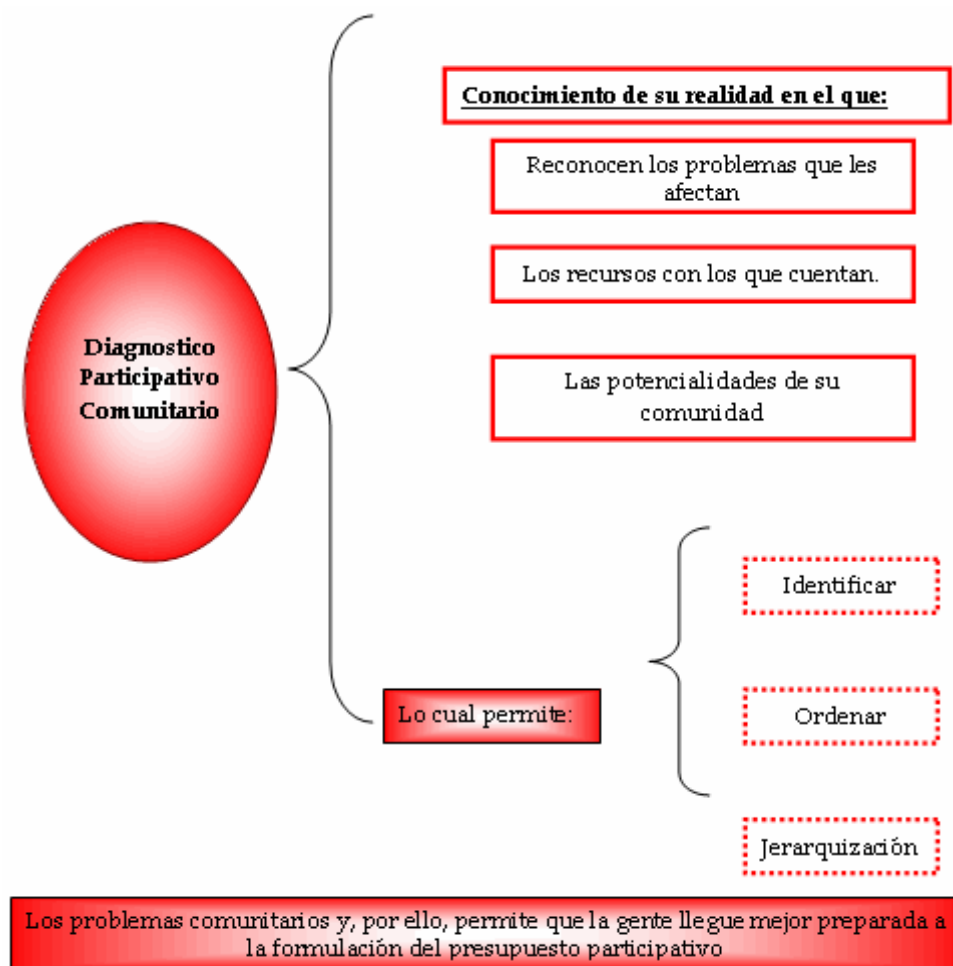 Conocimiento de su realidad en el que:
Reconocen los problemas que les
afectan
Los recursos con los que cuentan.
Diagnostico
Participativo
Comunitario
Las potencialidades de su
comunidad
Identificar
Lo cual permite:
Ordenar
Jerarquización
Los problemas comunitarios y, por ello, permite que la gente llegue mejor preparada a
la formulación del presupuesto participativo